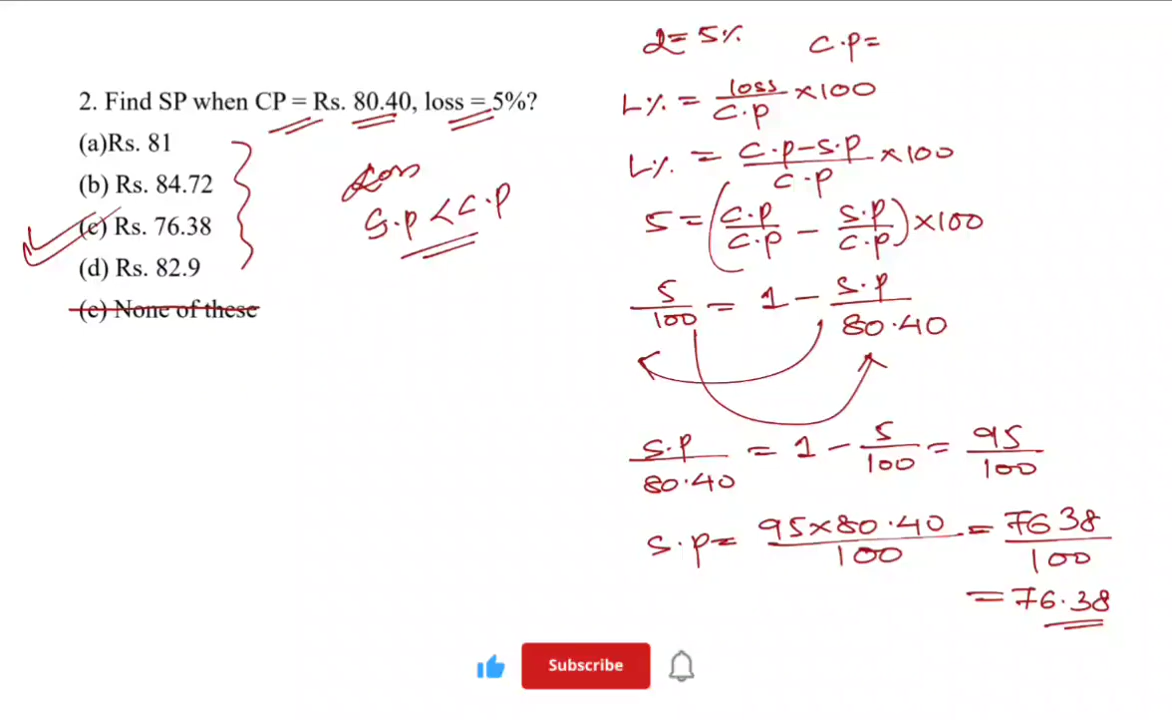 2. Find SP when CP = Rs. 80.40, loss = 5%?
(a)Rs. 81
(b) Rs. 84.72
(c) Rs. 76.38
(d) Rs. 82.9
(e) None of these
Loss
S.P < C.P
L = 5% C.P =
L% = loss/C.P × 100
L% = C.P - S.P/C.P × 100
5 = (C.P/C.P - S.P/C.P) × 100
5/100 = 1 - S.P/80.40
S.P/80.40 = 1 - 5/100 = 95/100
S.P = 95 × 80.40/100 = 7638/100
= 76.38
Subscribe